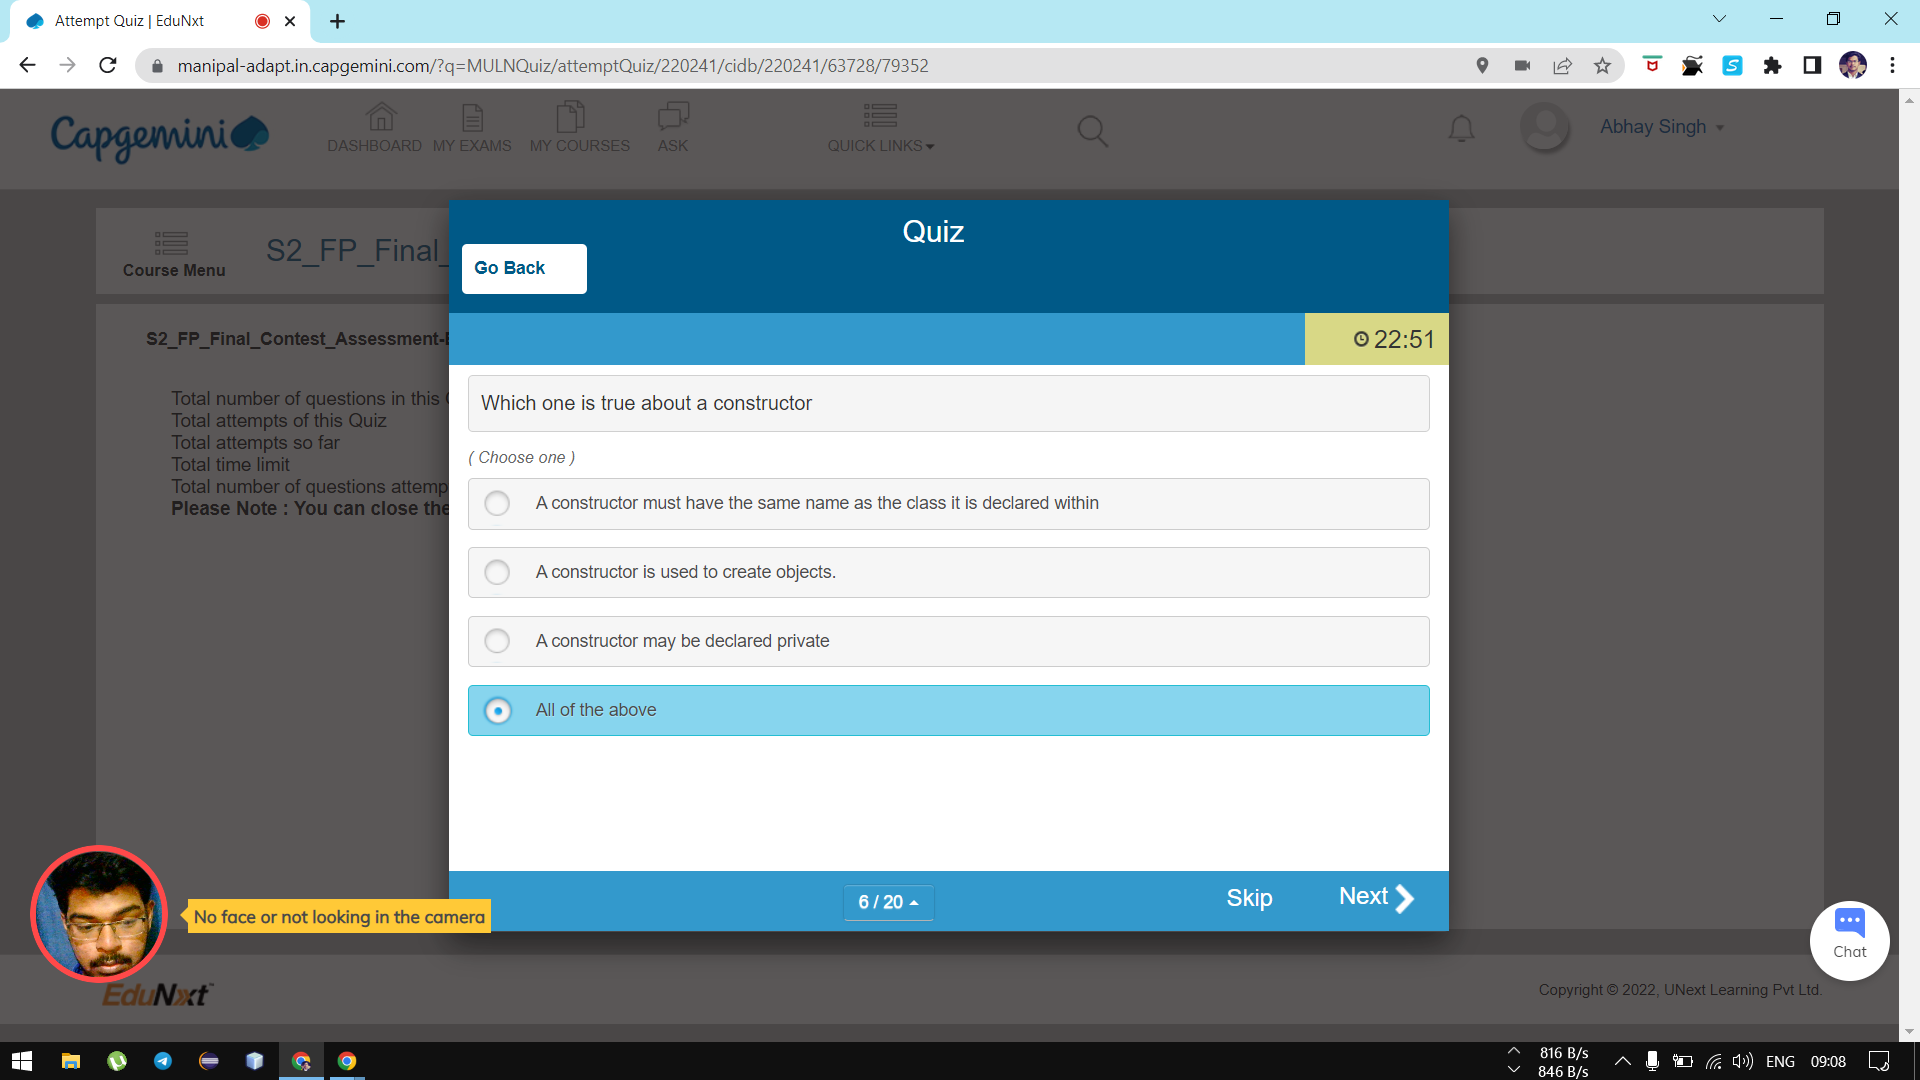 Attempt Quiz | EduNxt
manipal-adapt.in.capgemini.com/?q=MULNQuiz/attemptQuiz/220241/cidb/220241/63728/79352
Capgemini
DASHBOARD
MY EXAMS
MY COURSES
ASK
QUICK LINKS
Abhay Singh
Course Menu
S2_FP_Final_
Quiz
Go Back
22:51
S2_FP_Final_Contest_Assessment-
Total number of questions in this
Total attempts of this Quiz
Total attempts so far
Total time limit
Total number of questions attemp
Please Note : You can close the
Which one is true about a constructor
( Choose one )
A constructor must have the same name as the class it is declared within
A constructor is used to create objects.
A constructor may be declared private
All of the above
6 / 20
Skip
Next
No face or not looking in the camera
Chat
EduNxt™
Copyright © 2022, UNext Learning Pvt Ltd.
816 B/s
846 B/s
ENG
09:08